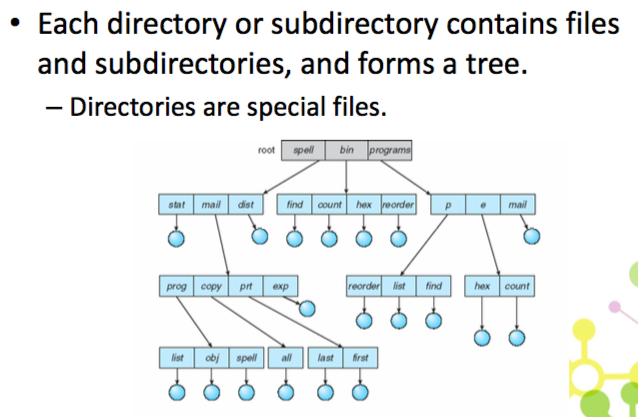 • Each directory or subdirectory contains files
and subdirectories, and forms a tree.
– Directories are special files.
root spell bin programs
stat mail dist find count hex reorder p e mail
prog copy prt exp reorder list find hex count
list obj spell all last first